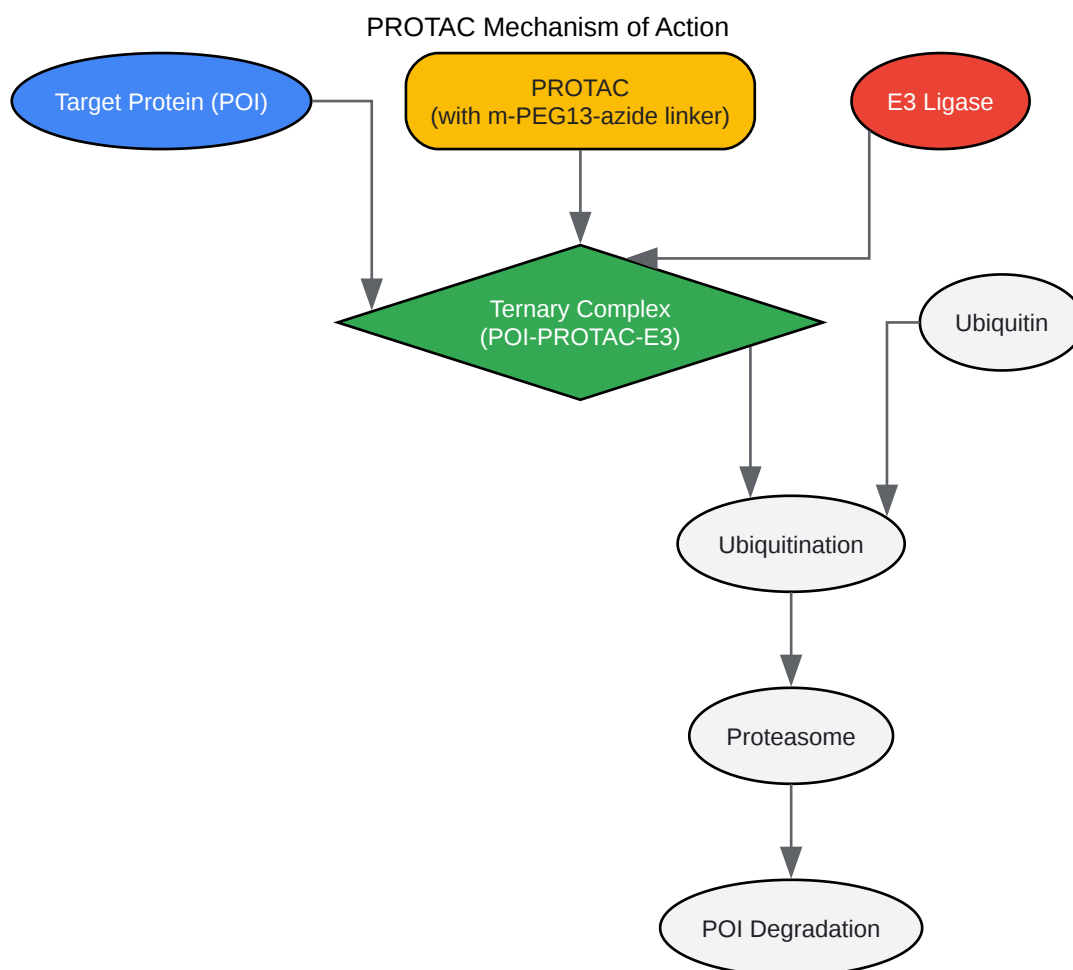 PROTAC Mechanism of Action
Target Protein (POI)
PROTAC
(with m-PEG13-azide linker)
E3 Ligase
Ternary Complex
(POI-PROTAC-E3)
Ubiquitin
Ubiquitination
Proteasome
POI Degradation